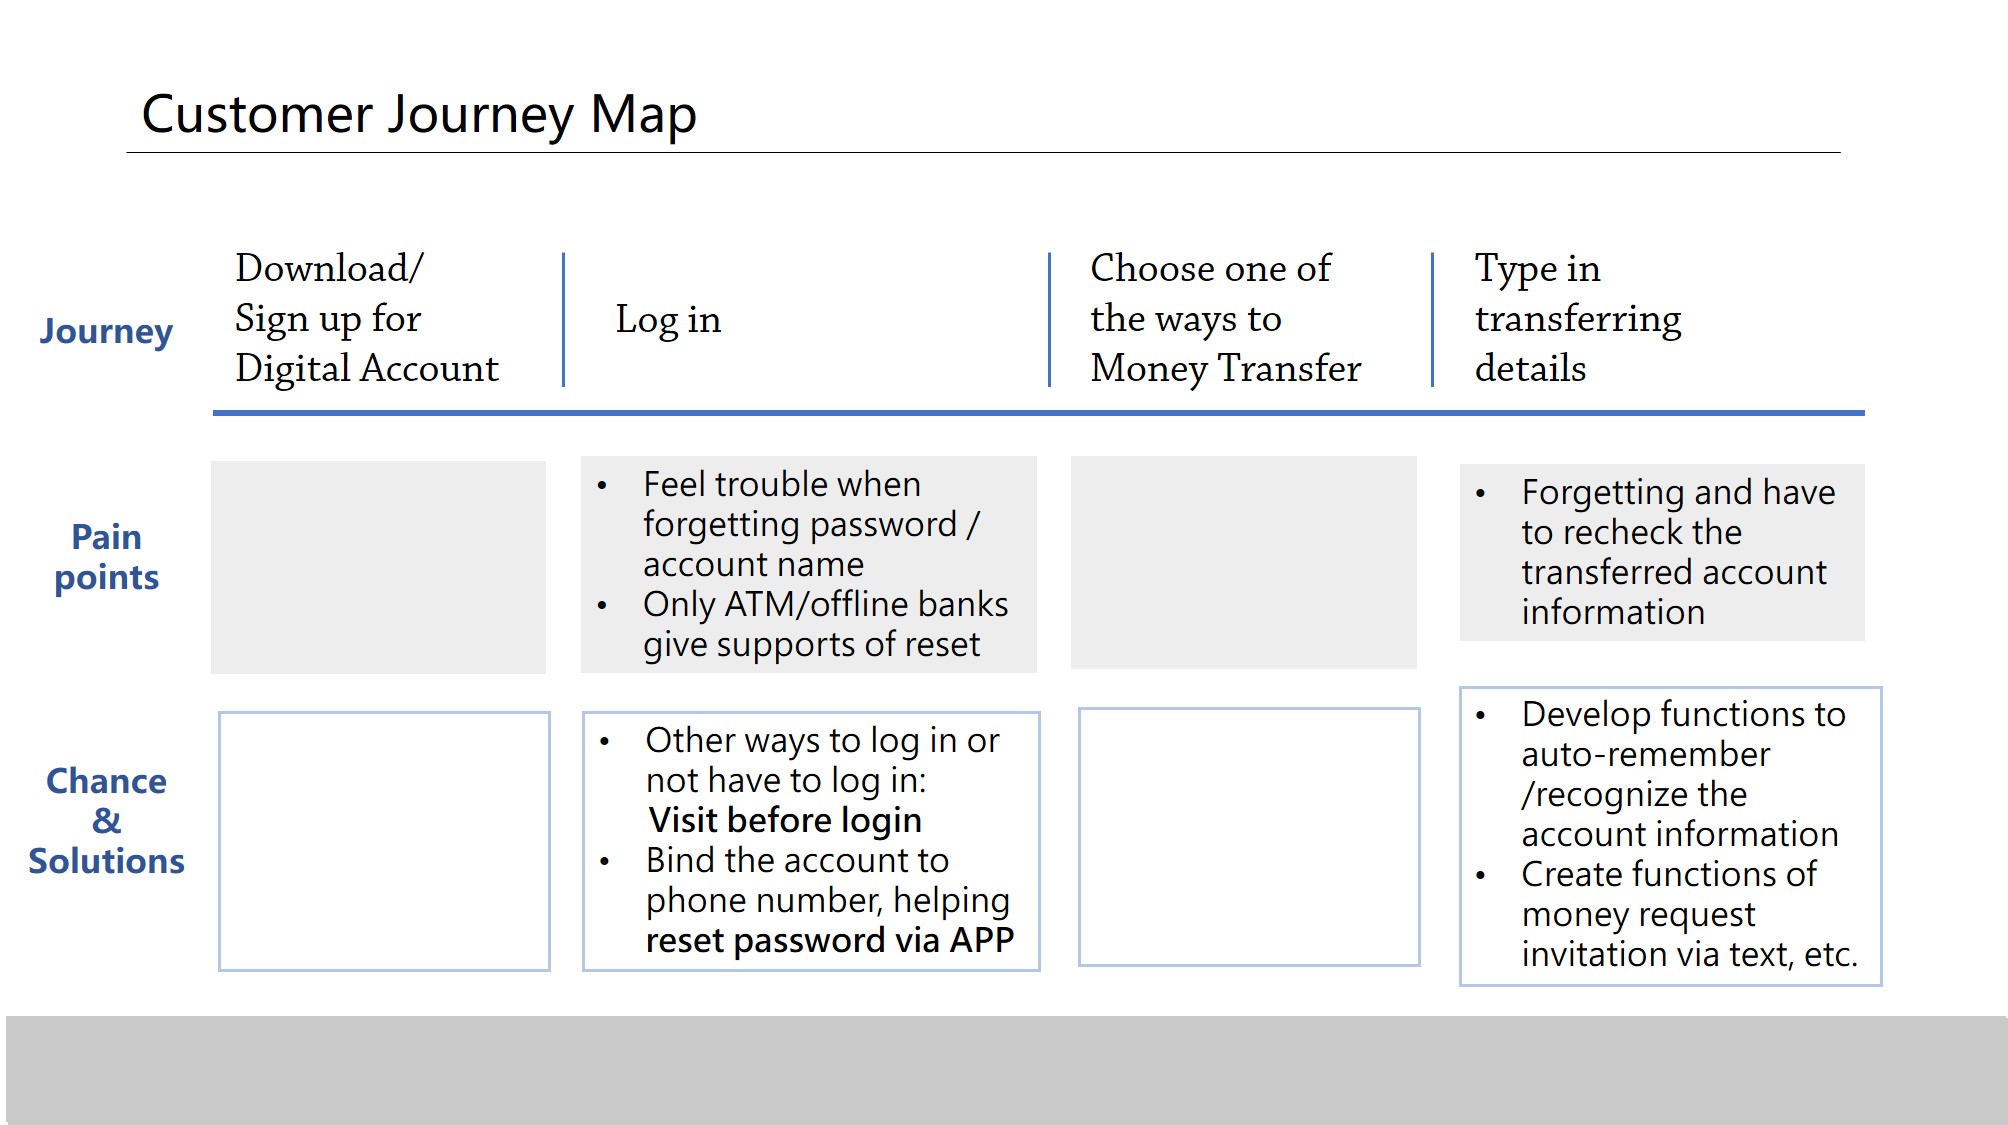 Customer Journey Map
Journey
Download/
Sign up for
Digital Account
Log in
Choose one of
the ways to
Money Transfer
Type in
transferring
details
Pain
points
• Feel trouble when
forgetting password /
account name
• Only ATM/offline banks
give supports of reset
• Forgetting and have
to recheck the
transferred account
information
Chance
&
Solutions
• Other ways to log in or
not have to log in:
Visit before login
• Bind the account to
phone number, helping
reset password via APP
• Develop functions to
auto-remember
/recognize the
account information
• Create functions of
money request
invitation via text, etc.